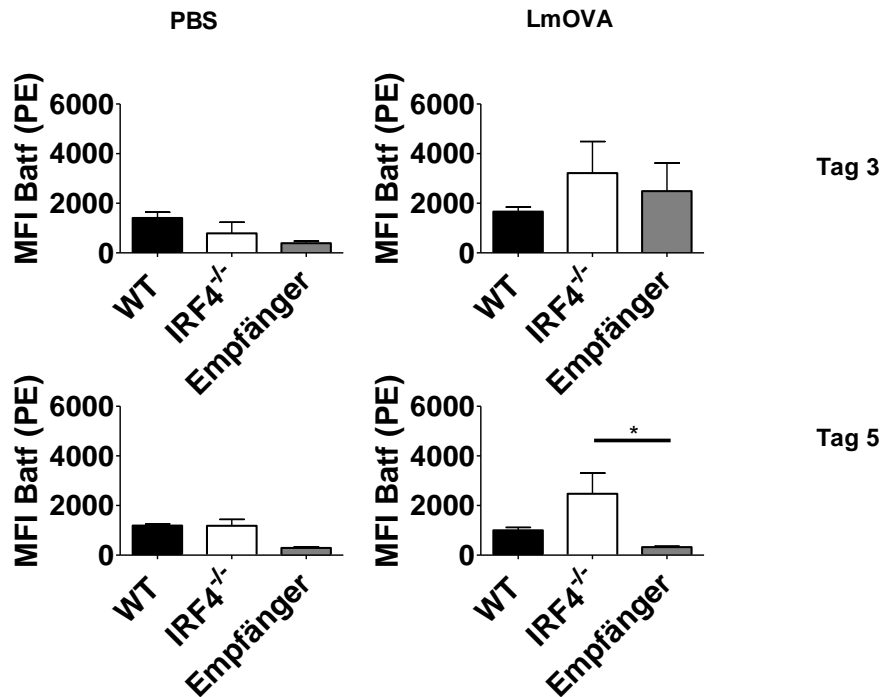 PBS
LmOVA
MFI Batf (PE)
6000
4000
2000
0
WT
IRF4-/-
Empfänger
MFI Batf (PE)
6000
4000
2000
0
WT
IRF4-/-
Empfänger
Tag 3
MFI Batf (PE)
6000
4000
2000
0
WT
IRF4-/-
Empfänger
MFI Batf (PE)
6000
4000
2000
0
*
WT
IRF4-/-
Empfänger
Tag 5